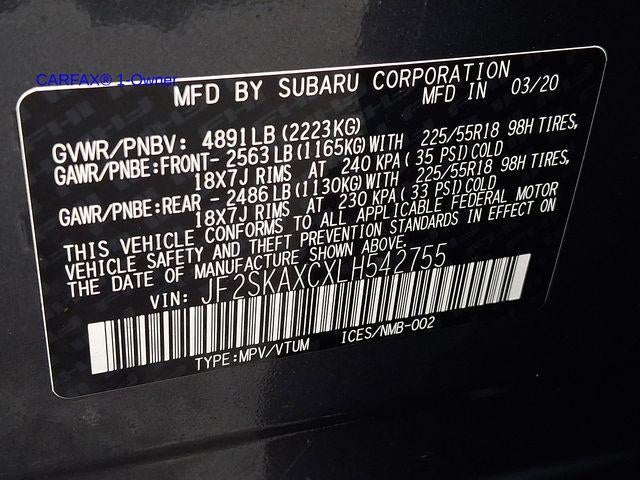 CARFAX® 1-Owner
MFD BY SUBARU CORPORATION
MFD IN 03/20
GVWR/PNBV: 4891LB (2223KG)
GAWR/PNBE:FRONT- 2563LB (1165KG)WITH 225/55R18 98H TIRES,
18X7J RIMS AT 240 KPA( 35 PSI)COLD
GAWR/PNBE:REAR - 2486LB (1130KG)WITH 225/55R18 98H TIRES,
18X7J RIMS AT 230 KPA( 33 PSI)COLD
THIS VEHICLE CONFORMS TO ALL APPLICABLE FEDERAL MOTOR
VEHICLE SAFETY AND THEFT PREVENTION STANDARDS IN EFFECT ON
THE DATE OF MANUFACTURE SHOWN ABOVE.
VIN: JF2SKAXCXLH542755
TYPE:MPV/VTUM ICES/NMB-002